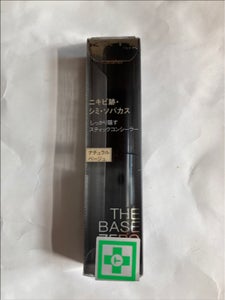 ニキビ跡・
シミ・ソバカス
しっかり隠す
スティックコンシーラー
ナチュラル
ベージュ
THE
BASE
ZERO